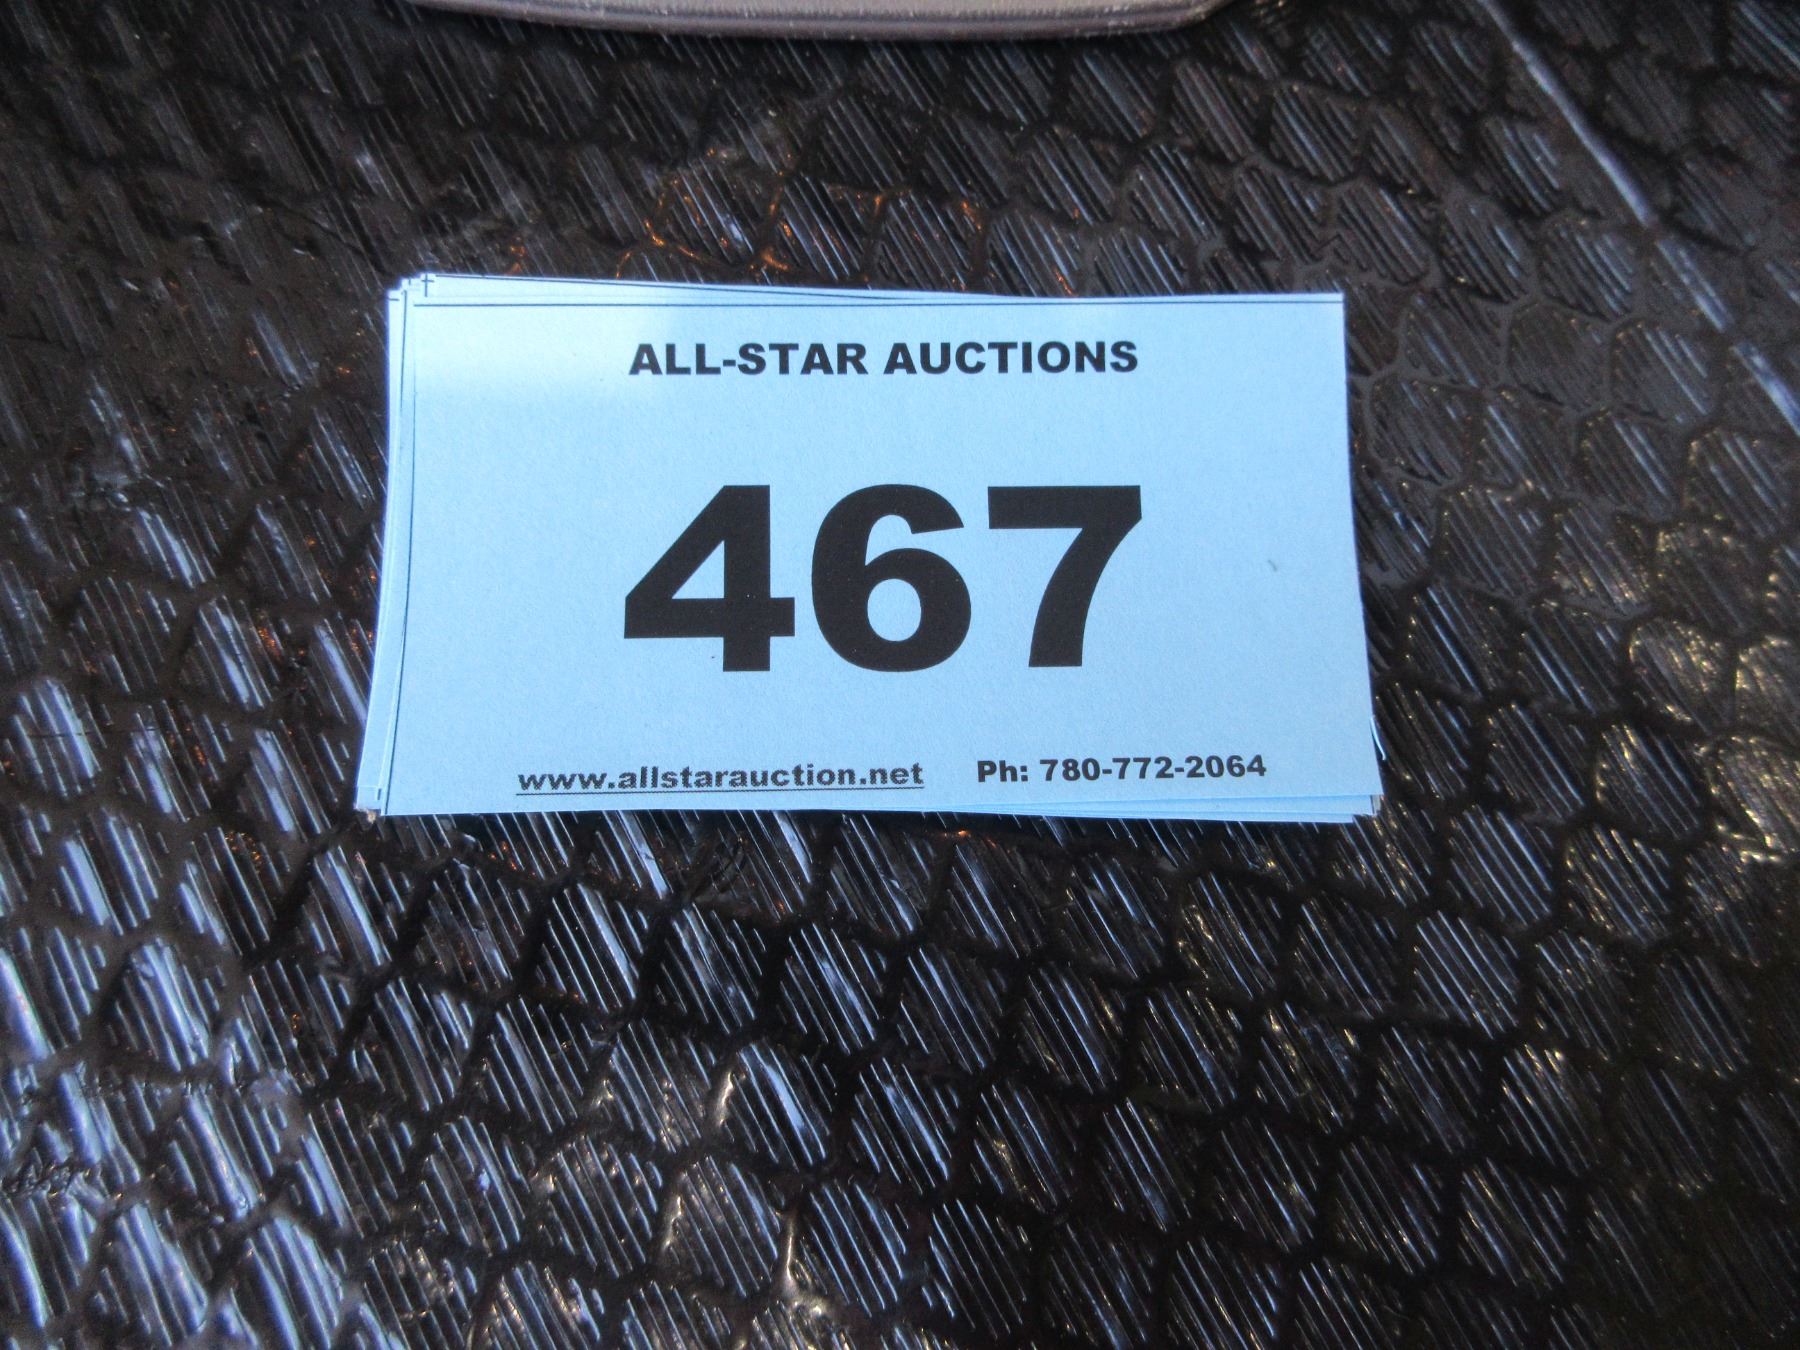 ALL-STAR AUCTIONS
467
www.allstarauction.net Ph: 780-772-2064